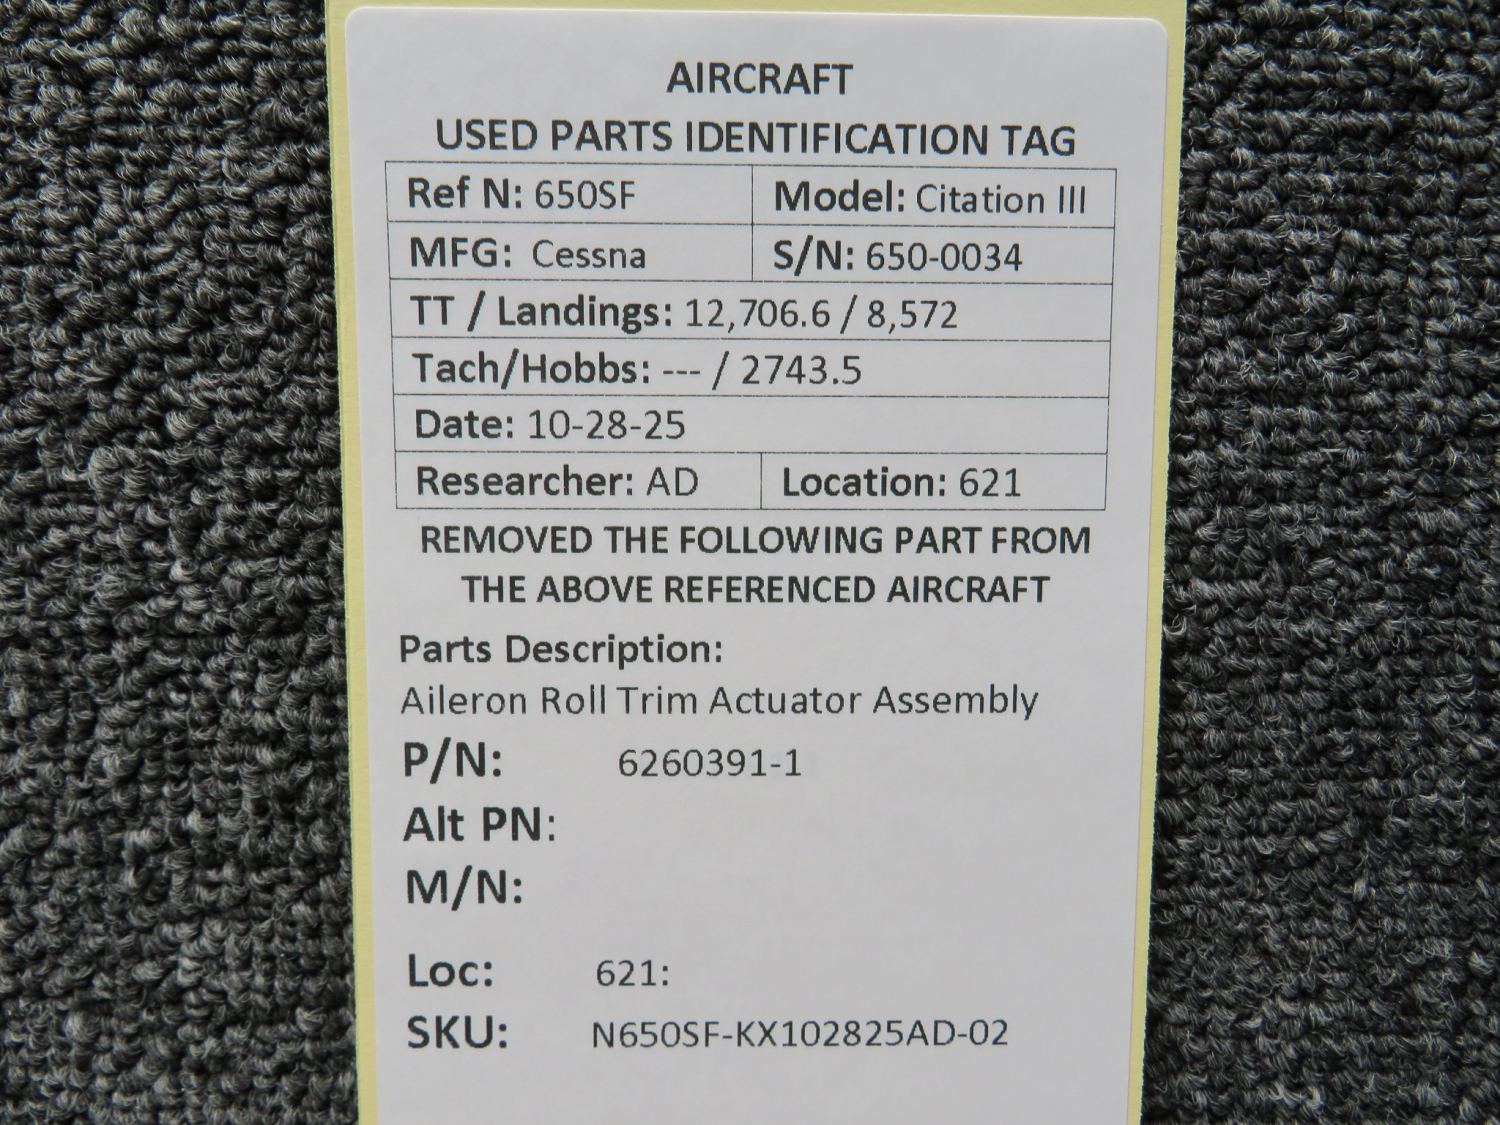 AIRCRAFT
USED PARTS IDENTIFICATION TAG
Ref N: 650SF Model: Citation III
MFG: Cessna S/N: 650-0034
TT / Landings: 12,706.6 / 8,572
Tach/Hobbs: --- / 2743.5
Date: 10-28-25
Researcher: AD Location: 621
REMOVED THE FOLLOWING PART FROM
THE ABOVE REFERENCED AIRCRAFT
Parts Description:
Aileron Roll Trim Actuator Assembly
P/N: 6260391-1
Alt PN:
M/N:
Loc: 621:
SKU: N650SF-KX102825AD-02